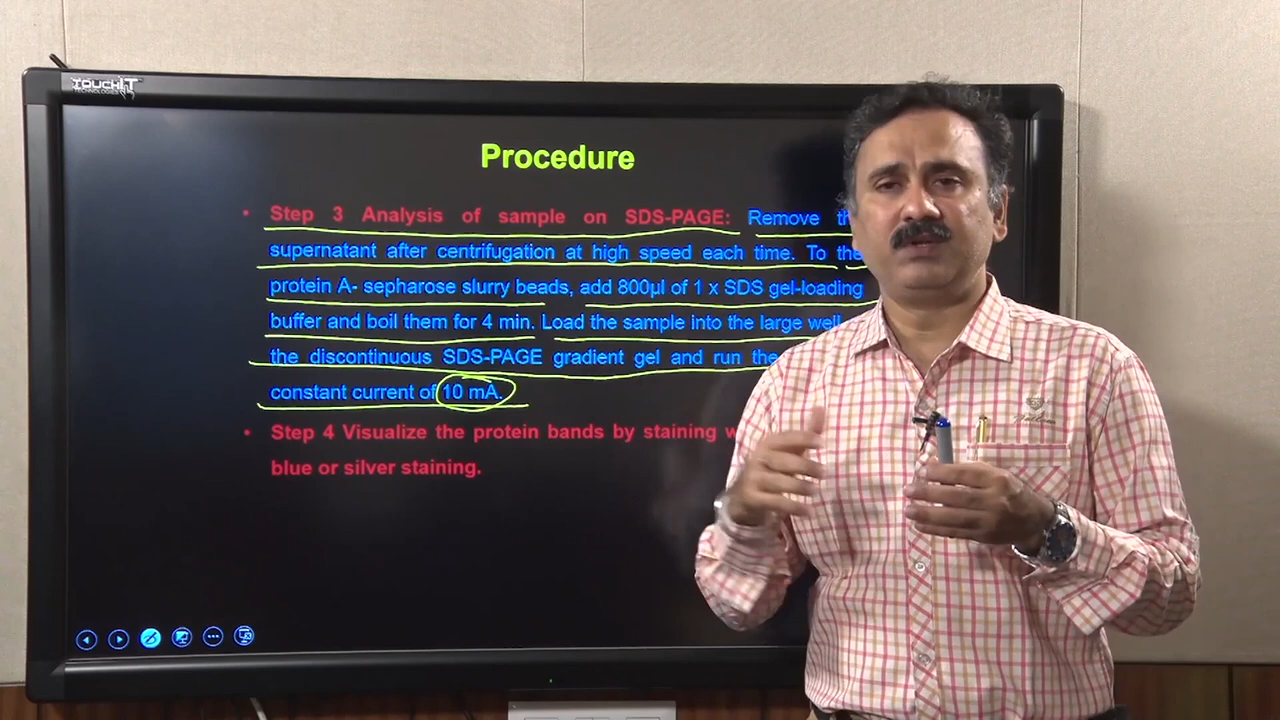 TOUCHIT
TECHNOLOGIES
Procedure
• Step 3 Analysis of sample on SDS-PAGE: Remove
supernatant after centrifugation at high speed each time. To the
protein A- sepharose slurry beads, add 800µl of 1 x SDS gel-loading
buffer and boil them for 4 min. Load the sample into the large well
the discontinuous SDS-PAGE gradient gel and run the
constant current of 10 mA.
• Step 4 Visualize the protein bands by staining
blue or silver staining.